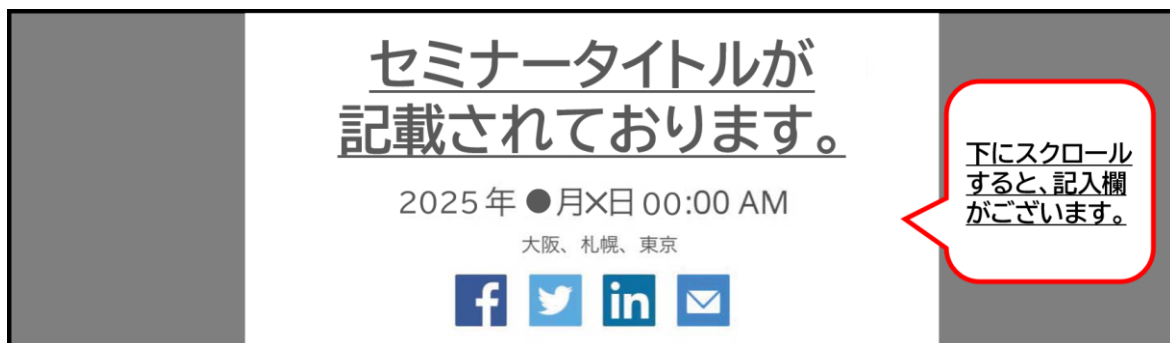 セミナータイトルが
記載されております。
2025年 ●月×日 00:00 AM
大阪、札幌、東京
f
in
下にスクロール
すると、記入欄
がございます。